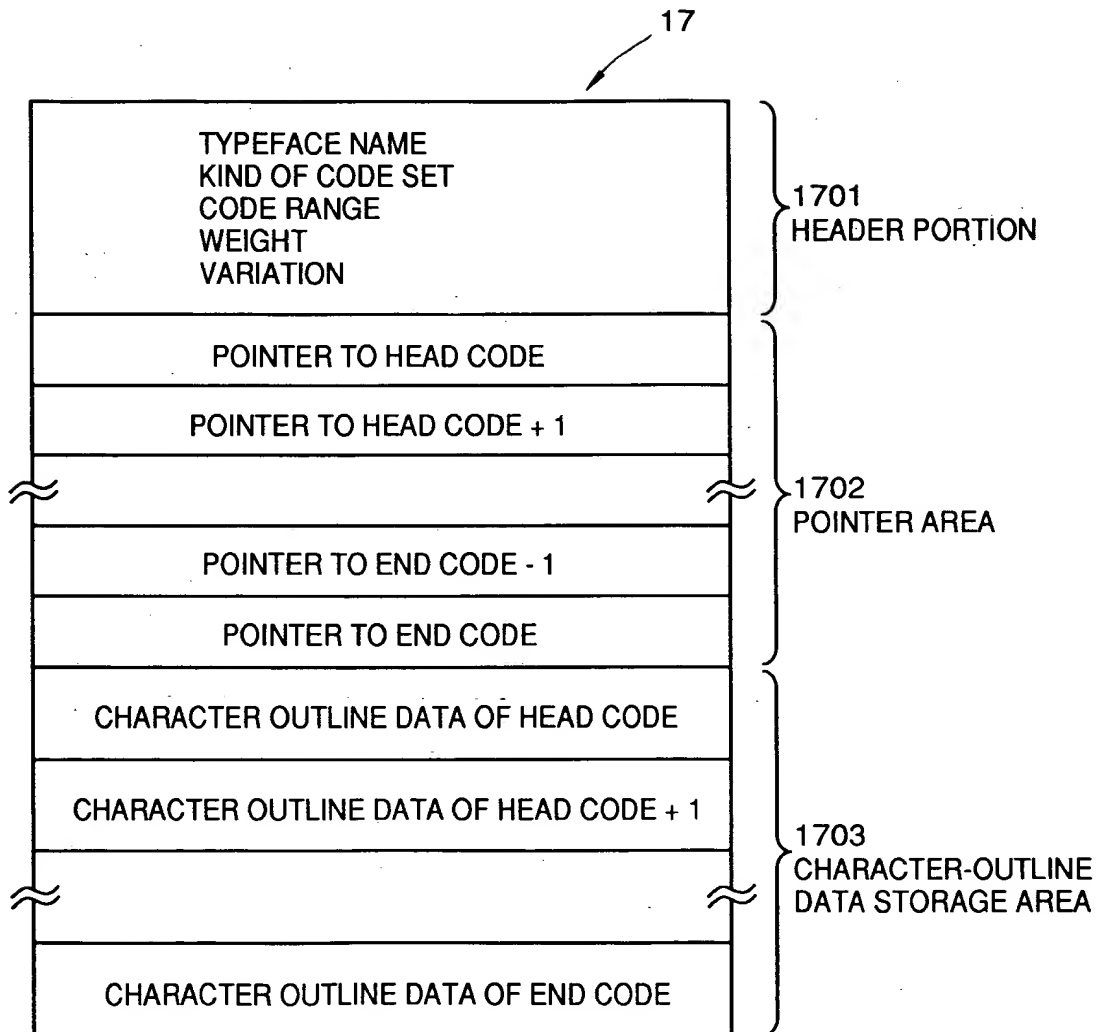 17
TYPEFACE NAME
KIND OF CODE SET
CODE RANGE
WEIGHT
VARIATION
1701
HEADER PORTION
POINTER TO HEAD CODE
POINTER TO HEAD CODE + 1
1702
POINTER AREA
POINTER TO END CODE - 1
POINTER TO END CODE
CHARACTER OUTLINE DATA OF HEAD CODE
CHARACTER OUTLINE DATA OF HEAD CODE + 1
1703
CHARACTER-OUTLINE
DATA STORAGE AREA
CHARACTER OUTLINE DATA OF END CODE